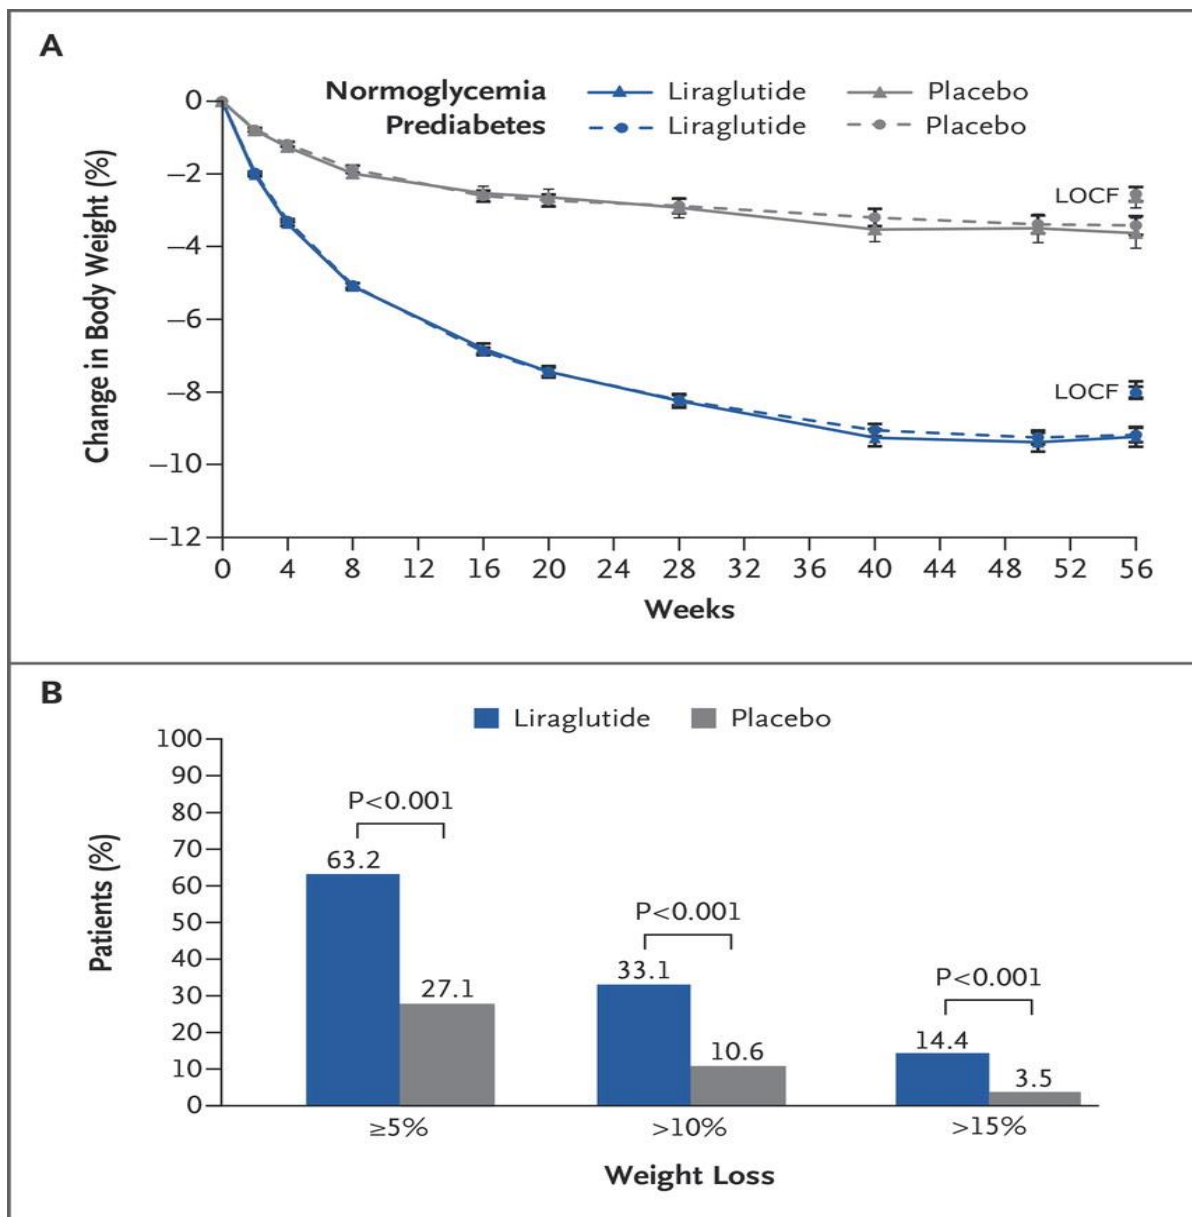 A
Normoglycemia Liraglutide Placebo
Prediabetes Liraglutide Placebo
Change in Body Weight (%)
0
−2
−4
−6
−8
−10
−12
LOCF
LOCF
0 4 8 16 20 24 28 32 36 40 44 48 52 56
Weeks
B
Liraglutide Placebo
Patients (%)
100
90
80
70
60
50
40
30
20
10
0
P<0.001
63.2
27.1
P<0.001
33.1
10.6
P<0.001
14.4
3.5
≥5% >10% >15%
Weight Loss